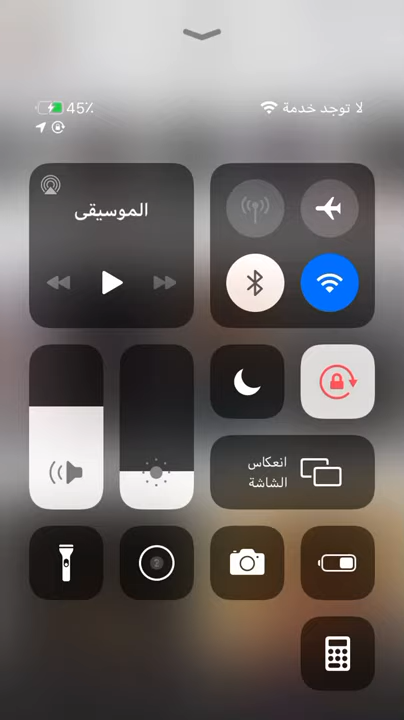 لا توجد خدمة
45٪
الموسيقى
انعكاس
الشاشة